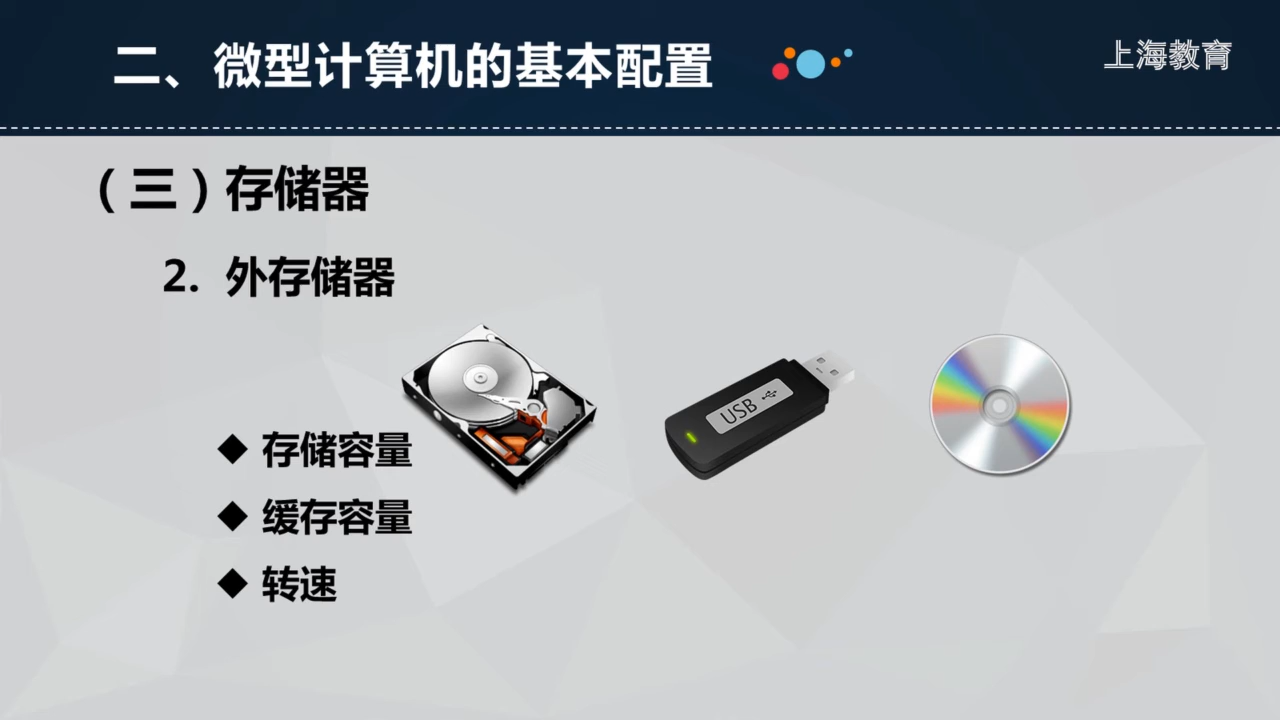 二、微型计算机的基本配置
上海教育
（三）存储器
2. 外存储器
USB
◆ 存储容量
◆ 缓存容量
◆ 转速